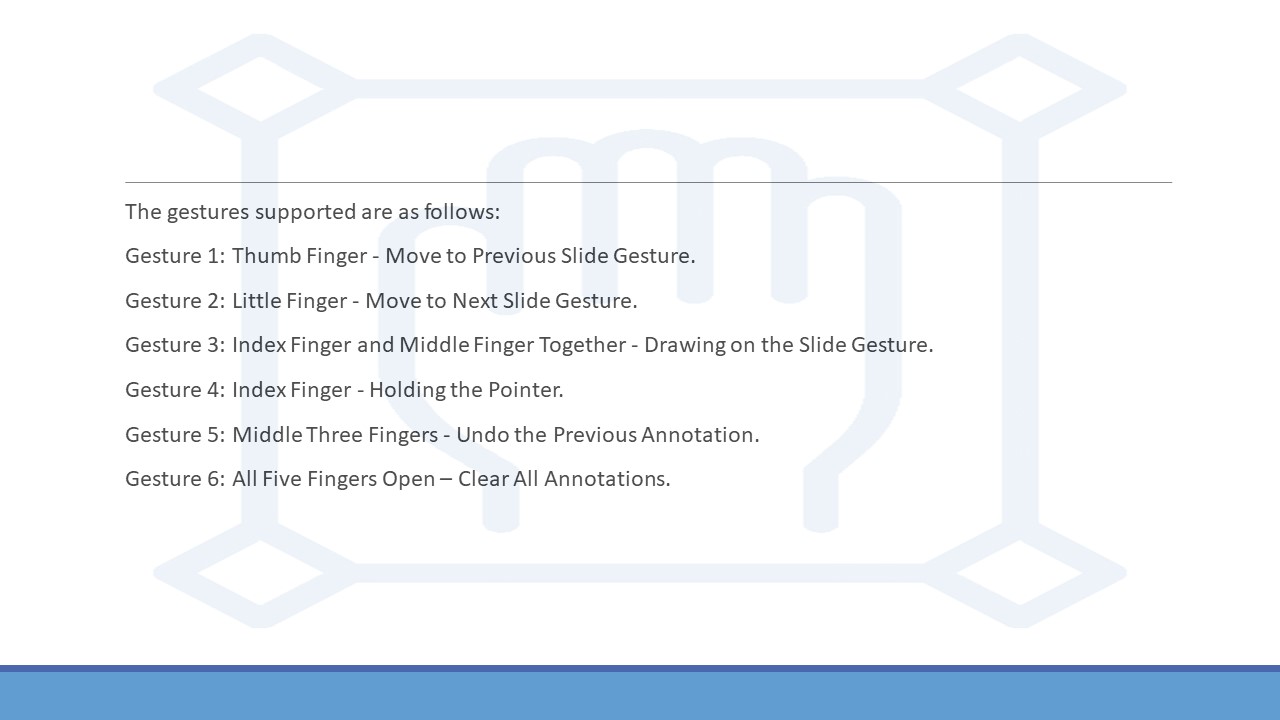 The gestures supported are as follows:
Gesture 1: Thumb Finger - Move to Previous Slide Gesture.
Gesture 2: Little Finger - Move to Next Slide Gesture.
Gesture 3: Index Finger and Middle Finger Together - Drawing on the Slide Gesture.
Gesture 4: Index Finger - Holding the Pointer.
Gesture 5: Middle Three Fingers - Undo the Previous Annotation.
Gesture 6: All Five Fingers Open – Clear All Annotations.